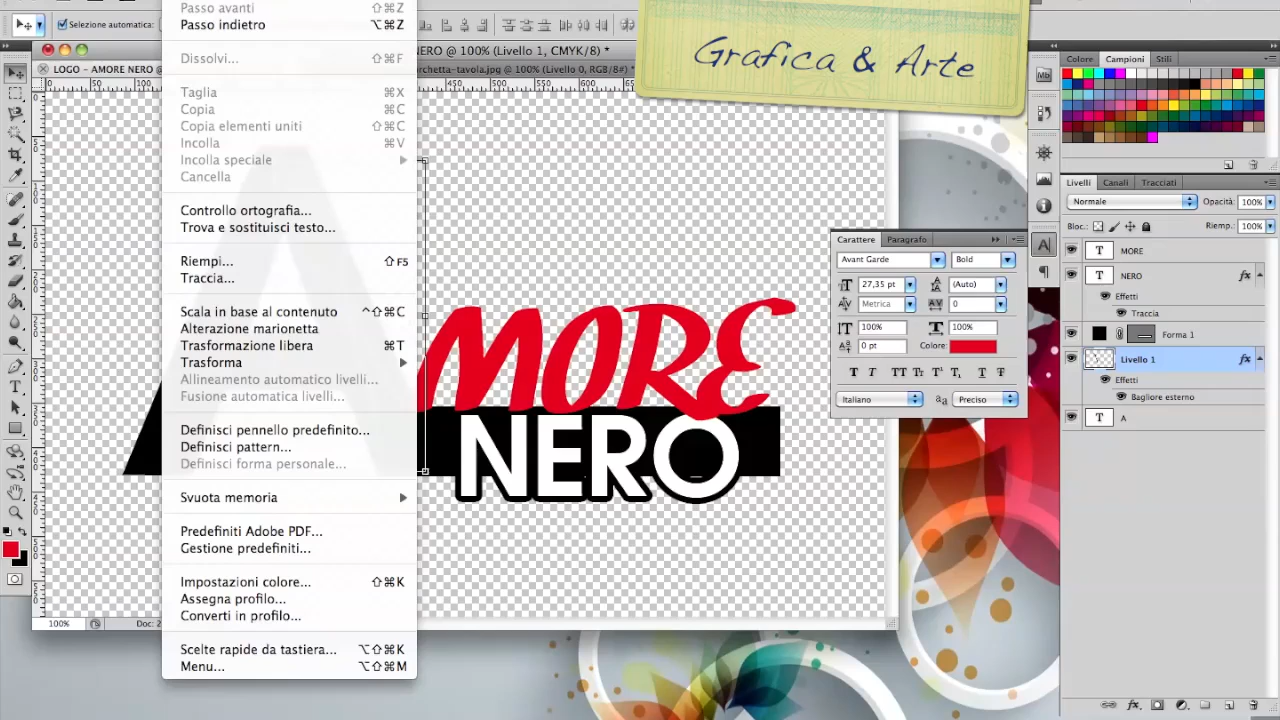 Passo avanti ⇧⌘Z
Passo indietro ⌥⌘Z
Dissolvi... ⇧⌘F
Taglia ⌘X
Copia ⌘C
Copia elementi uniti ⇧⌘C
Incolla ⌘V
Incolla speciale
Cancella
Controllo ortografia...
Trova e sostituisci testo...
Riempi... ⇧F5
Traccia...
Scala in base al contenuto ^⇧⌘C
Alterazione marionetta
Trasformazione libera ⌘T
Trasforma
Allineamento automatico livelli...
Fusione automatica livelli...
Definisci pennello predefinito...
Definisci pattern...
Definisci forma personale...
Svuota memoria
Predefiniti Adobe PDF...
Gestione predefiniti...
Impostazioni colore... ⇧⌘K
Assegna profilo...
Converti in profilo...
Scelte rapide da tastiera... ⌥⇧⌘K
Menu... ⌥⇧⌘M
Selezione automatica:
NERO @ 100% (Livello 1, CMYK/8) *
LOGO - AMORE NERO @
rchetta-tavola.jpg @ 100% (Livello 0, RGB/8#) *
Grafica & Arte
MORE
NERO
100%
Doc: 2
Carattere Paragrafo
Avant Garde Bold
27,35 pt (Auto)
Metrica 0
100% 100%
0 pt Colore:
Italiano Preciso
Mb
Colore Campioni Stili
Livelli Canali Tracciati
Normale Opacità: 100%
Bloc.: Riemp.: 100%
T MORE
T NERO fx
Effetti
Traccia
Forma 1
Livello 1 fx
Effetti
Bagliore esterno
T A